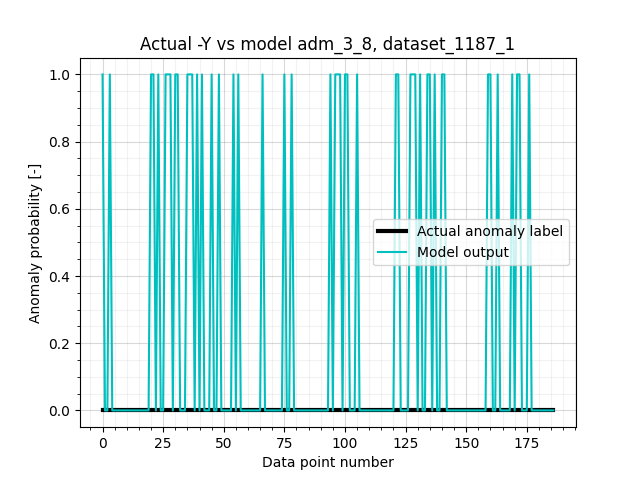 Actual -Y vs model adm_3_8, dataset_1187_1
Anomaly probability [-]
1.0
0.8
0.6
0.4
0.2
0.0
Actual anomaly label
Model output
0 25 50 75 100 125 150 175
Data point number